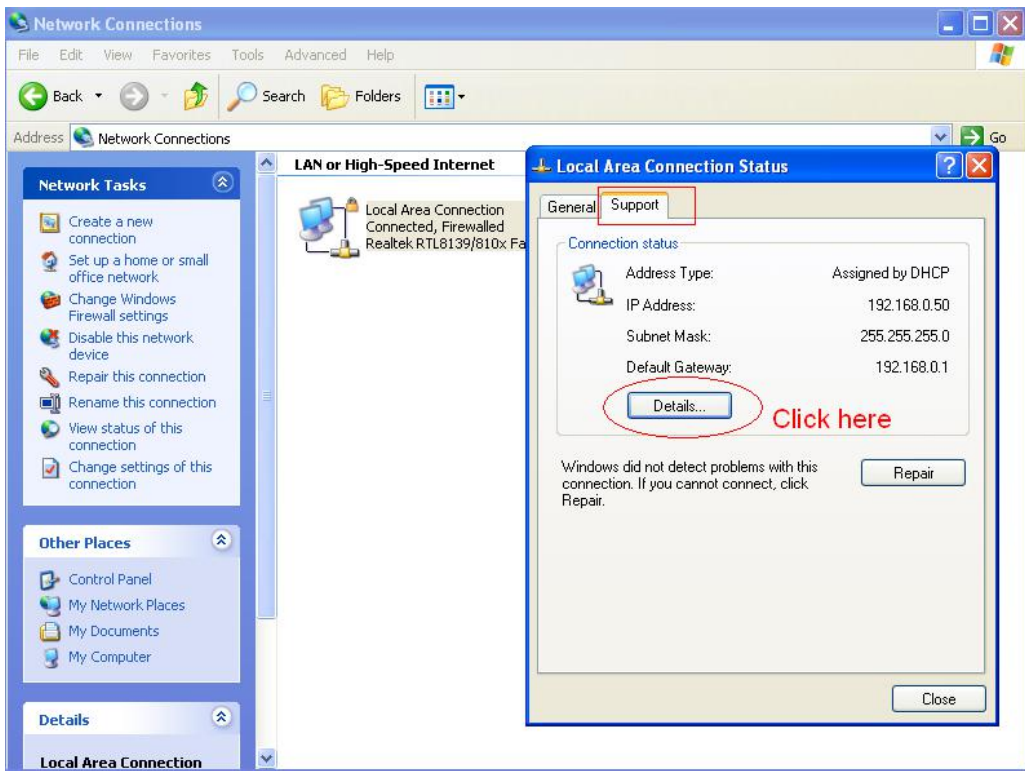 Network Connections
File Edit View Favorites Tools Advanced Help
Back Search Folders
Address Network Connections Go
Network Tasks
Create a new
connection
Set up a home or small
office network
Change Windows
Firewall settings
Disable this network
device
Repair this connection
Rename this connection
View status of this
connection
Change settings of this
connection
Other Places
Control Panel
My Network Places
My Documents
My Computer
Details
Local Area Connection
LAN or High-Speed Internet
Local Area Connection
Connected, Firewalled
Realtek RTL8139/810x Fa
Local Area Connection Status
General Support
Connection status
Address Type: Assigned by DHCP
IP Address: 192.168.0.50
Subnet Mask: 255.255.255.0
Default Gateway: 192.168.0.1
Details...
Click here
Windows did not detect problems with this
connection. If you cannot connect, click
Repair.
Repair
Close